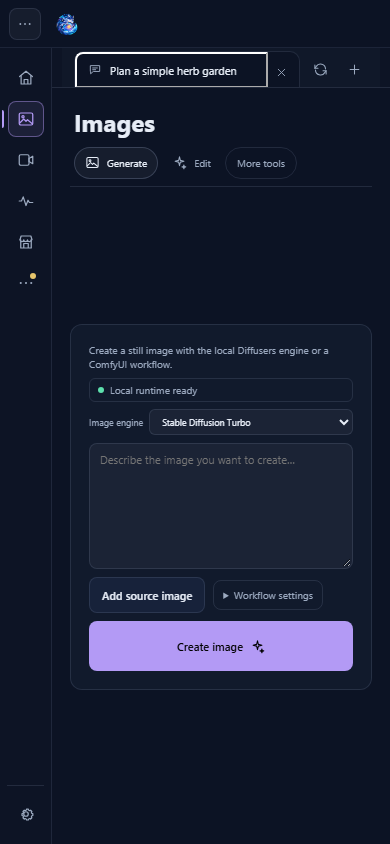 Plan a simple herb garden
Images
Generate
Edit
More tools
Create a still image with the local Diffusers engine or a
ComfyUI workflow.
Local runtime ready
Image engine
Stable Diffusion Turbo
Describe the image you want to create...
Add source image
Workflow settings
Create image